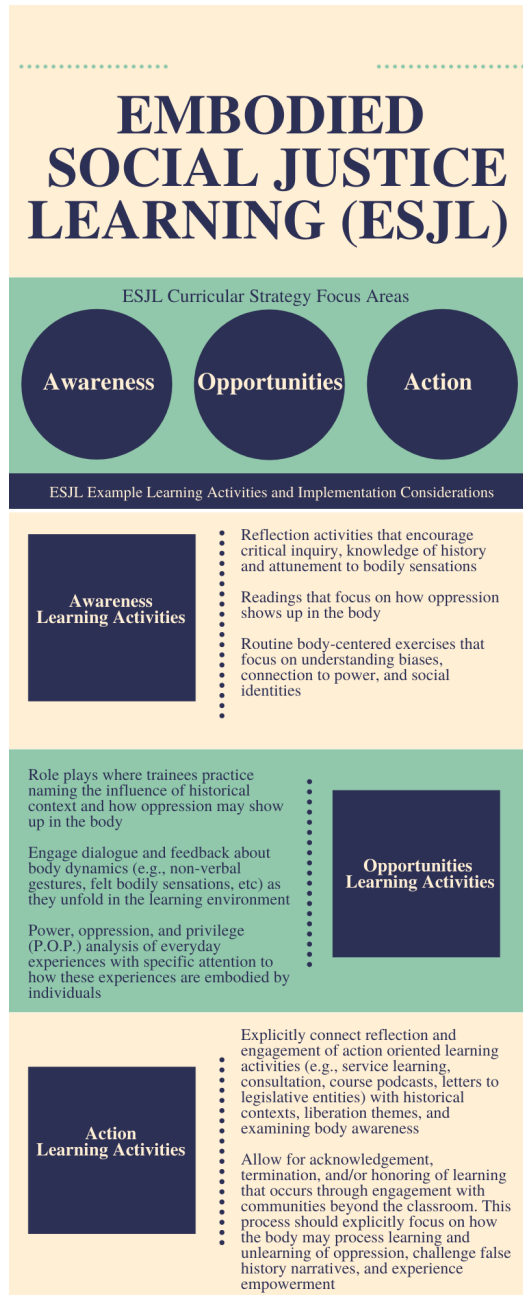 EMBODIED
SOCIAL JUSTICE
LEARNING (ESJL)
ESJL Curricular Strategy Focus Areas
Awareness
Opportunities
Action
ESJL Example Learning Activities and Implementation Considerations
Awareness
Learning Activities
Reflection activities that encourage
critical inquiry, knowledge of history
and attunement to bodily sensations
Readings that focus on how oppression
shows up in the body
Routine body-centered exercises that
focus on understanding biases,
connection to power, and social
identities
Role plays where trainees practice
naming the influence of historical
context and how oppression may show
up in the body
Engage dialogue and feedback about
body dynamics (e.g., non-verbal
gestures, felt bodily sensations, etc) as
they unfold in the learning environment
Power, oppression, and privilege
(P.O.P.) analysis of everyday
experiences with specific attention to
how these experiences are embodied by
individuals
Opportunities
Learning Activities
Action
Learning Activities
Explicitly connect reflection and
engagement of action oriented learning
activities (e.g., service learning,
consultation, course podcasts, letters to
legislative entities) with historical
contexts, liberation themes, and
examining body awareness
Allow for acknowledgement,
termination, and/or honoring of learning
that occurs through engagement with
communities beyond the classroom. This
process should explicitly focus on how
the body may process learning and
unlearning of oppression, challenge false
history narratives, and experience
empowerment